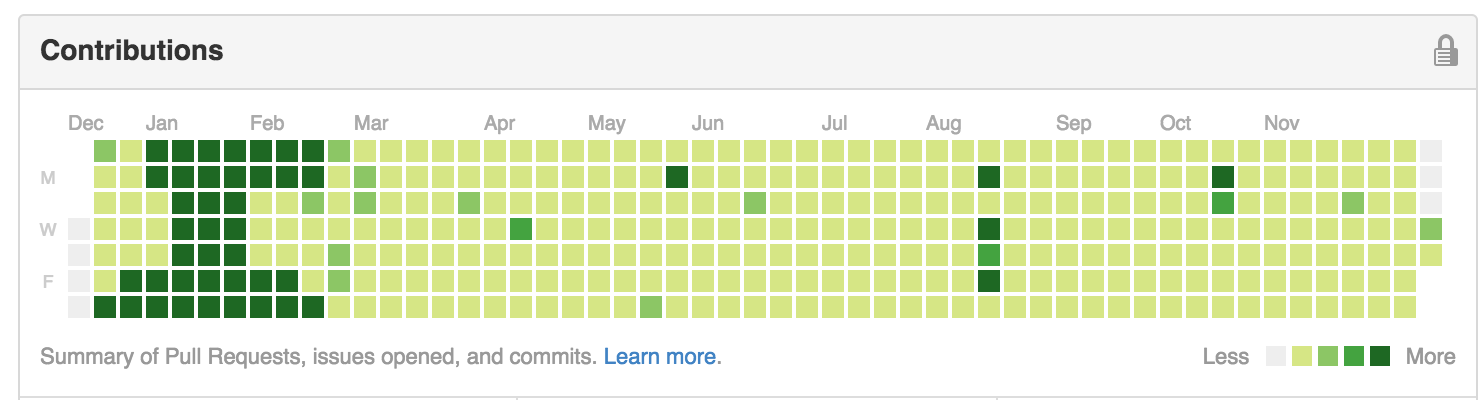 Contributions
Dec Jan Feb Mar Apr May Jun Jul Aug Sep Oct Nov
M
W
F
Summary of Pull Requests, issues opened, and commits. Learn more. Less More